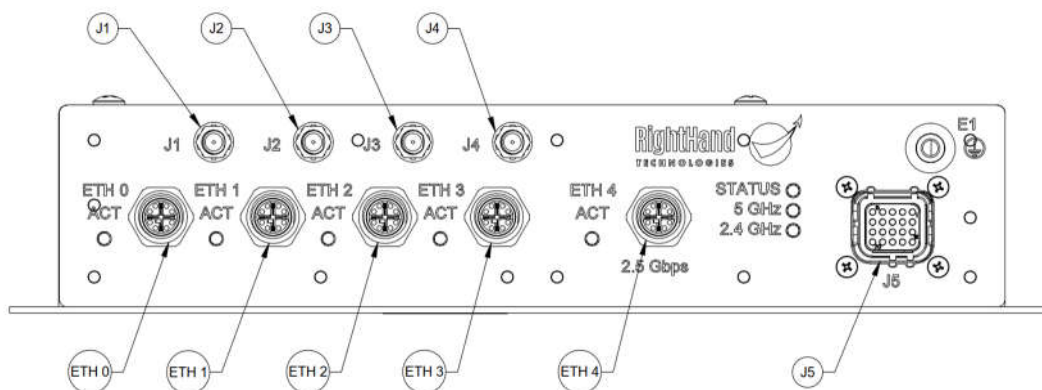 J1
J2
J3
J4
E1
J1
J2
J3
J4
RightHand
TECHNOLOGIES
ETH 0
ETH 1
ETH 2
ETH 3
ETH 4
STATUS
ACT
ACT
ACT
ACT
ACT
5 GHz
2.4 GHz
2.5 Gbps
J5
ETH 0
ETH 1
ETH 2
ETH 3
ETH 4
J5